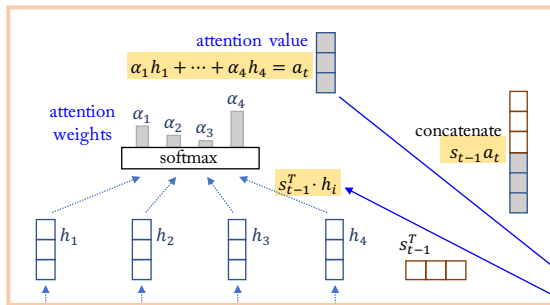 attention value
α₁h₁ + ⋯ + α₄h₄ = aₜ
attention
weights
α₁
α₂
α₃
α₄
softmax
concatenate
sₜ₋₁aₜ
sᵀₜ₋₁ · hᵢ
h₁
h₂
h₃
h₄
sᵀₜ₋₁